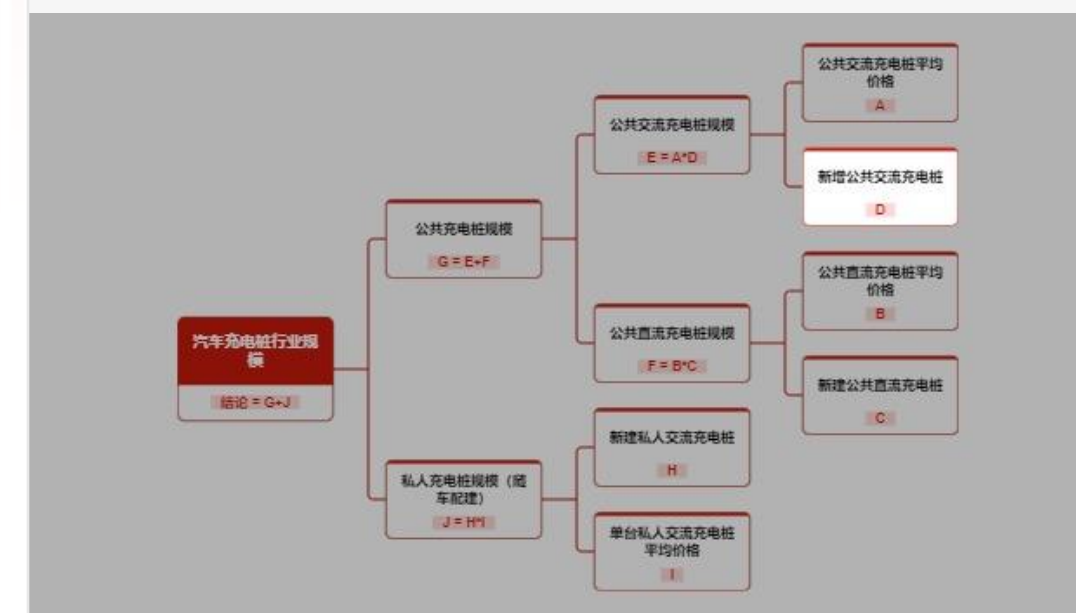 公共交流充电桩平均
价格
A
公共交流充电桩规模
E = A*D
新增公共交流充电桩
D
公共充电桩规模
G = E+F
公共直流充电桩平均
价格
B
公共直流充电桩规模
F = B*C
新建公共直流充电桩
C
汽车充电桩行业规
模
结论 = G+J
新建私人交流充电桩
H
私人充电桩规模（随
车配建）
J = H*I
单台私人交流充电桩
平均价格
I